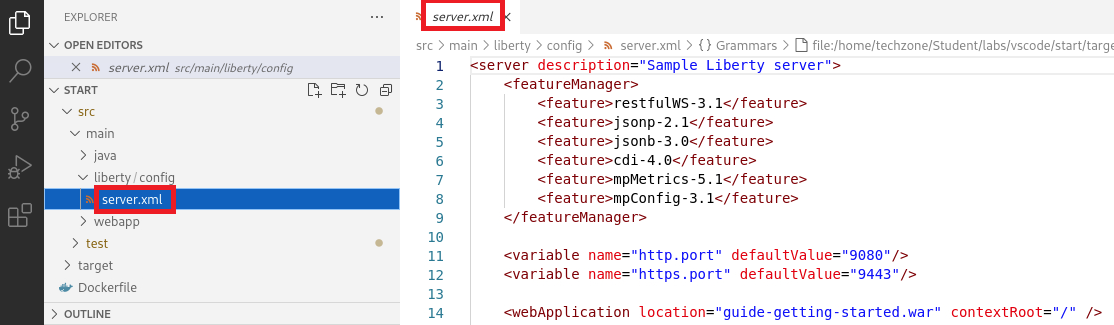 EXPLORER
OPEN EDITORS
server.xml src/main/liberty/config
START
src
main
java
liberty / config
server.xml
webapp
test
target
Dockerfile
OUTLINE
server.xml
src > main > liberty > config > server.xml > {} Grammars > file:/home/techzone/Student/labs/vscode/start/targe
1 <server description="Sample Liberty server">
2 <featureManager>
3 <feature>restfulWS-3.1</feature>
4 <feature>jsonp-2.1</feature>
5 <feature>jsonb-3.0</feature>
6 <feature>cdi-4.0</feature>
7 <feature>mpMetrics-5.1</feature>
8 <feature>mpConfig-3.1</feature>
9 </featureManager>
10
11 <variable name="http.port" defaultValue="9080"/>
12 <variable name="https.port" defaultValue="9443"/>
13
14 <webApplication location="guide-getting-started.war" contextRoot="/" />